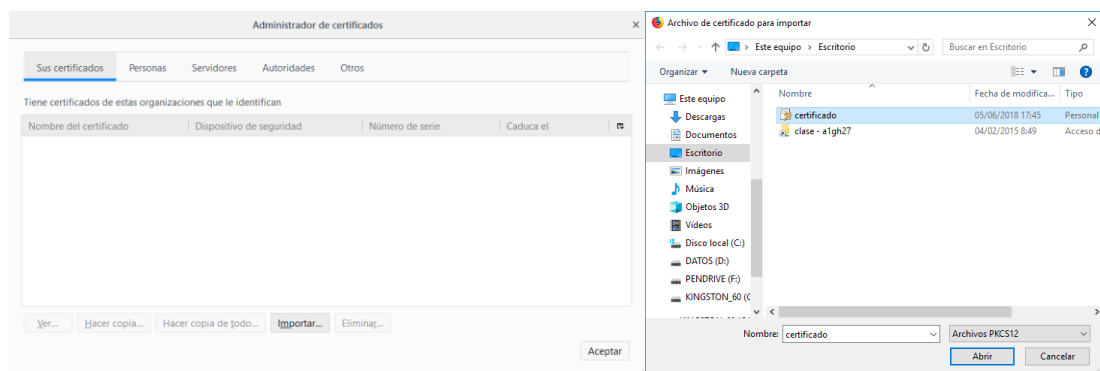 Administrador de certificados
Sus certificados Personas Servidores Autoridades Otros
Tiene certificados de estas organizaciones que le identifican
Nombre del certificado Dispositivo de seguridad Número de serie Caduca el
Ver... Hacer copia... Hacer copia de todo... Importar... Eliminar...
Aceptar
Archivo de certificado para importar
Este equipo > Escritorio
Buscar en Escritorio
Organizar Nueva carpeta
Este equipo
Descargas
Documentos
Escritorio
Imágenes
Música
Objetos 3D
Vídeos
Disco local (C:)
DATOS (D:)
PENDRIVE (F:)
KINGSTON_60 (G
Nombre Fecha de modifica... Tipo
certificado 05/06/2018 17:45 Personal
clase - a1gh27 04/02/2015 8:49 Acceso d
Nombre: certificado Archivos PKCS12
Abrir Cancelar